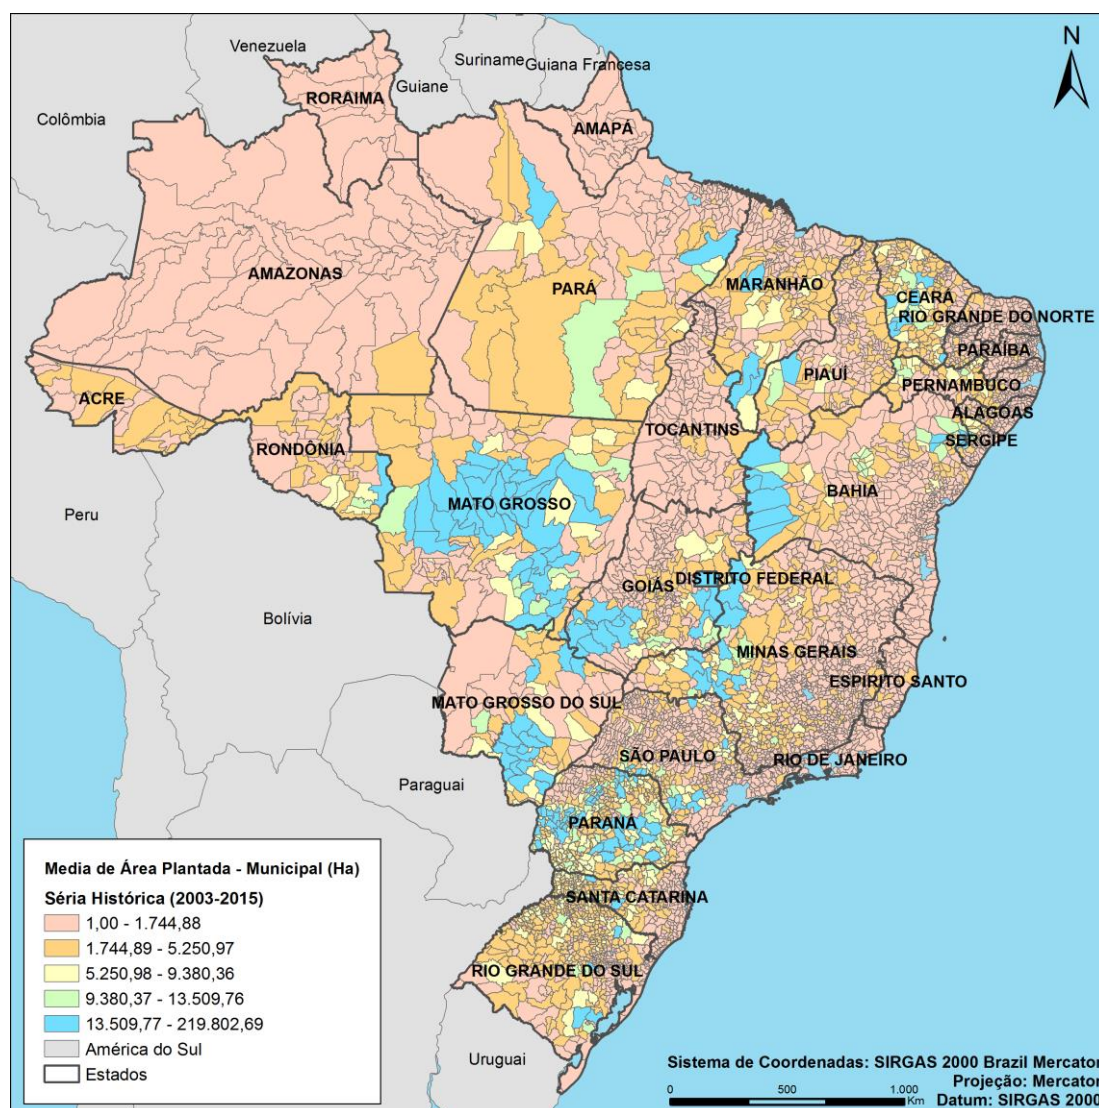 N
Venezuela
Suriname
Guiana Francesa
Guiane
RORAIMA
Colômbia
AMAPÁ
AMAZONAS
PARÁ
MARANHÃO
CEARÁ
RIO GRANDE DO NORTE
PARAÍBA
PIAUÍ
PERNAMBUCO
ACRE
ALAGOAS
TOCANTINS
SERGIPE
RONDÔNIA
BAHIA
MATO GROSSO
Peru
DISTRITO FEDERAL
GOIÁS
Bolívia
MINAS GERAIS
ESPIRITO SANTO
MATO GROSSO DO SUL
SÃO PAULO
RIO DE JANEIRO
Paraguai
PARANÁ
SANTA CATARINA
RIO GRANDE DO SUL
Uruguai
Media de Área Plantada - Municipal (Ha)
Séria Histórica (2003-2015)
1,00 - 1.744,88
1.744,89 - 5.250,97
5.250,98 - 9.380,36
9.380,37 - 13.509,76
13.509,77 - 219.802,69
América do Sul
Estados
Sistema de Coordenadas: SIRGAS 2000 Brazil Mercator
Projeção: Mercator
Datum: SIRGAS 2000
0 500 1.000
Km